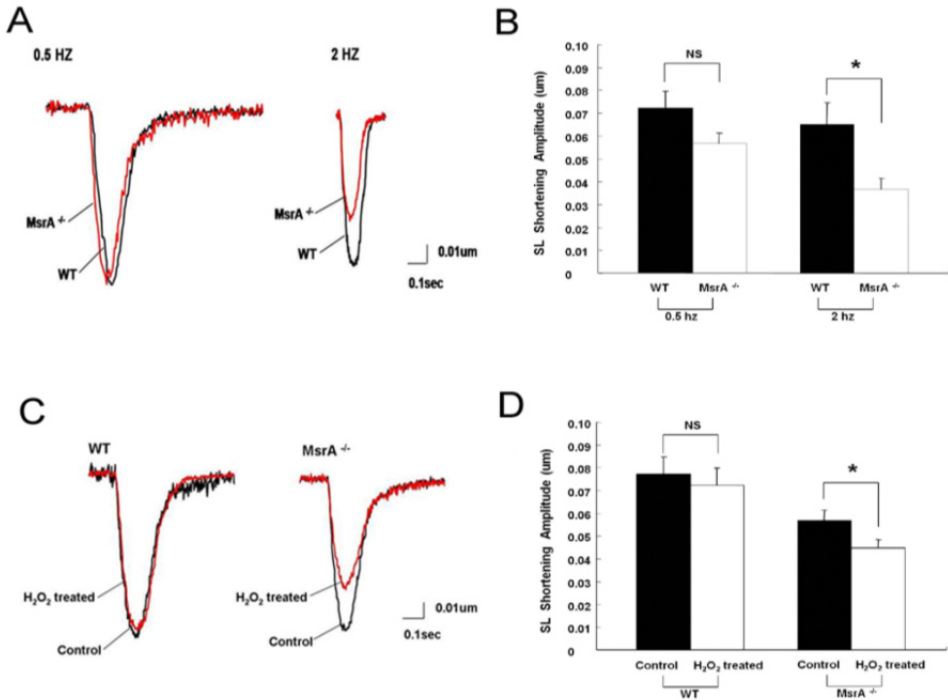 A
0.5 HZ
2 HZ
MsrA -/-
WT
MsrA -/-
WT
0.01um
0.1sec
B
SL Shortening Amplitude (um)
0.10
0.09
0.08
0.07
0.06
0.05
0.04
0.03
0.02
0.01
0
NS
*
WT MsrA -/- WT MsrA -/-
0.5 hz 2 hz
C
WT
MsrA -/-
H2O2 treated
Control
H2O2 treated
Control
0.01um
0.1sec
D
SL Shortening Amplitude (um)
0.10
0.09
0.08
0.07
0.06
0.05
0.04
0.03
0.02
0.01
0
NS
*
Control H2O2 treated Control H2O2 treated
WT MsrA -/-